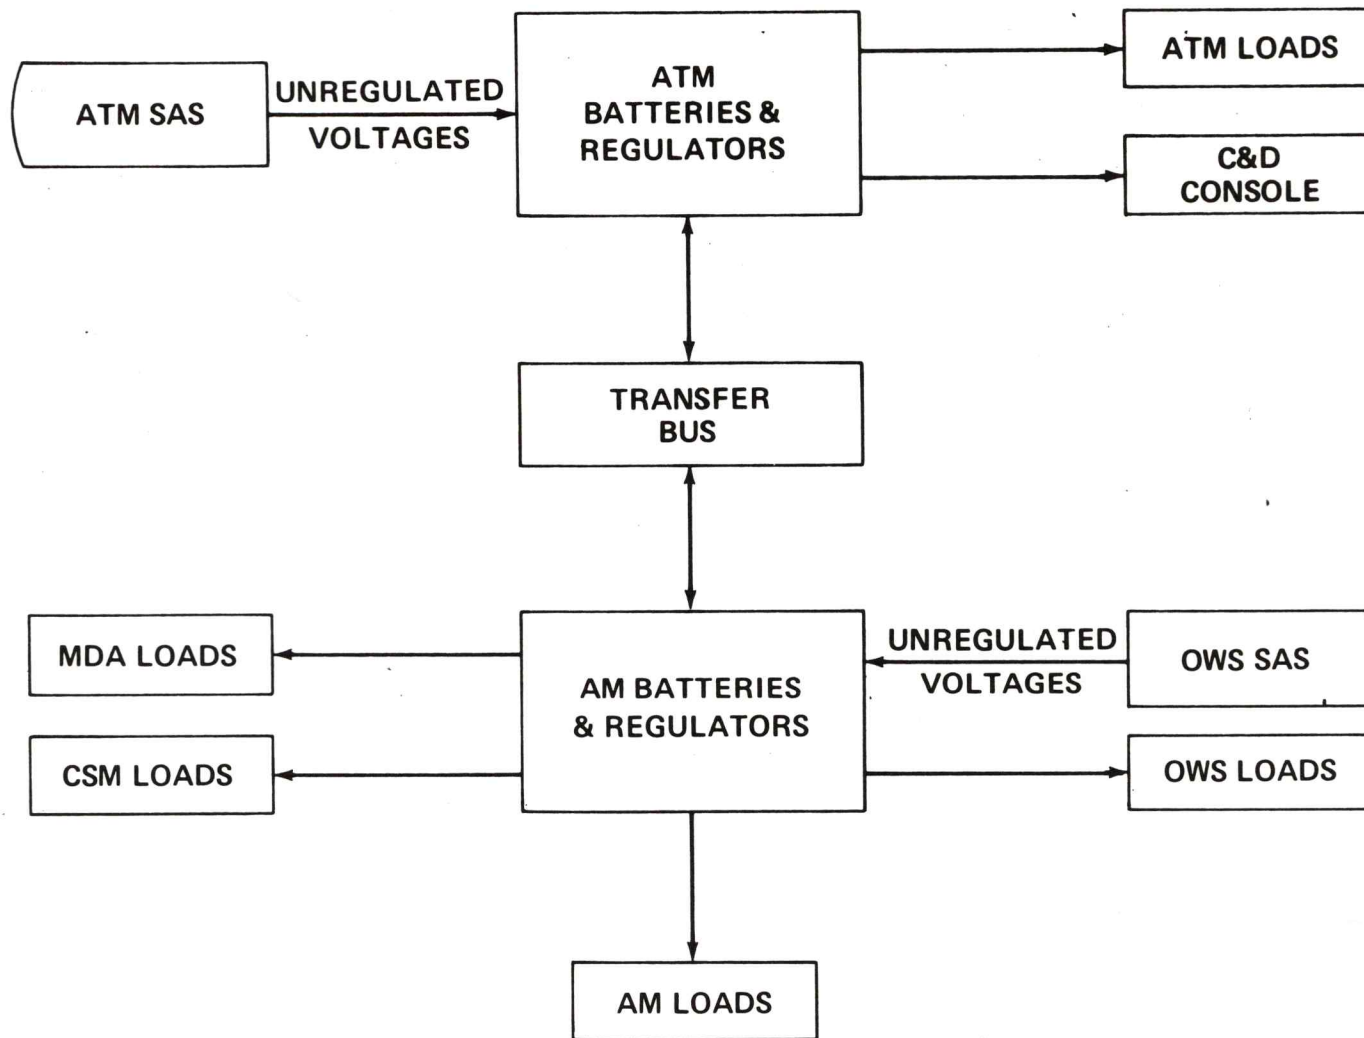 ATM SAS
UNREGULATED
VOLTAGES
ATM
BATTERIES &
REGULATORS
ATM LOADS
C&D
CONSOLE
TRANSFER
BUS
MDA LOADS
CSM LOADS
AM BATTERIES
& REGULATORS
UNREGULATED
VOLTAGES
OWS SAS
OWS LOADS
AM LOADS